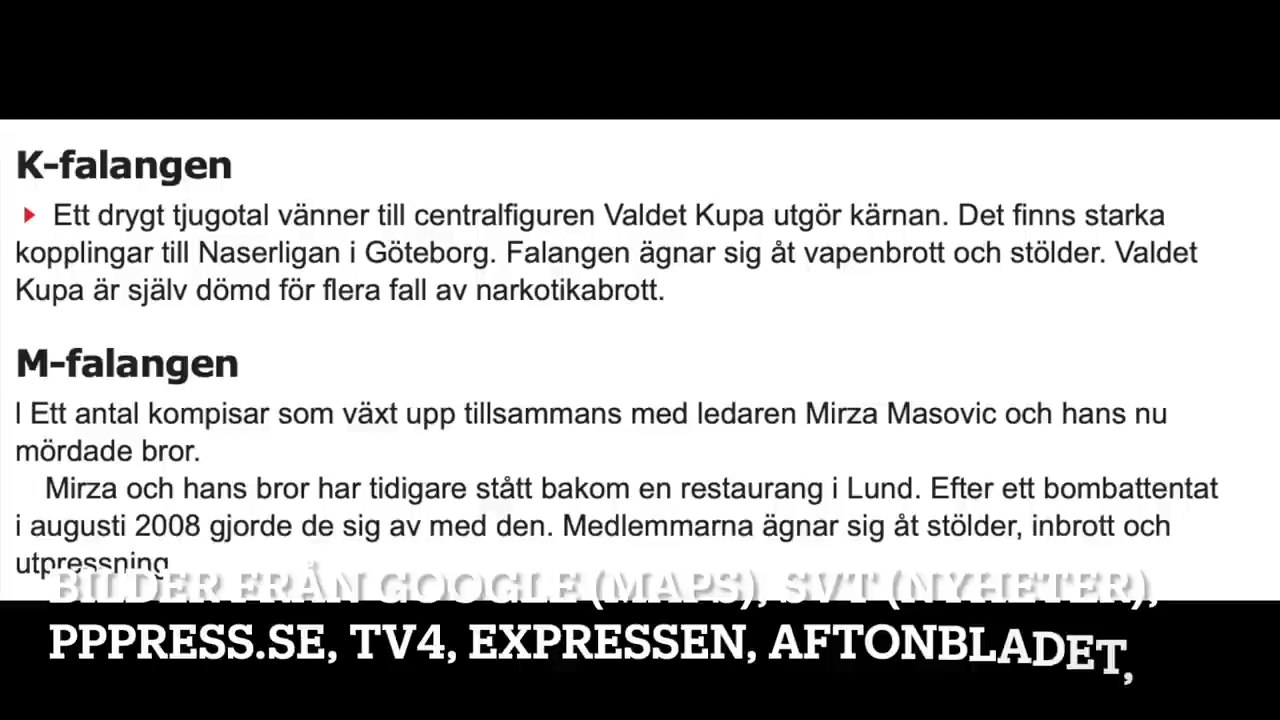 K-falangen
Ett drygt tjugotal vänner till centralfiguren Valdet Kupa utgör kärnan. Det finns starka
kopplingar till Naserligan i Göteborg. Falangen ägnar sig åt vapenbrott och stölder. Valdet
Kupa är själv dömd för flera fall av narkotikabrott.
M-falangen
l Ett antal kompisar som växt upp tillsammans med ledaren Mirza Masovic och hans nu
mördade bror.
Mirza och hans bror har tidigare stått bakom en restaurang i Lund. Efter ett bombattentat
i augusti 2008 gjorde de sig av med den. Medlemmarna ägnar sig åt stölder, inbrott och
utpressning
BILDER FRÅN GOOGLE (MAPS), SVT (NYHETER),
PPPRESS.SE, TV4, EXPRESSEN, AFTONBLADET,